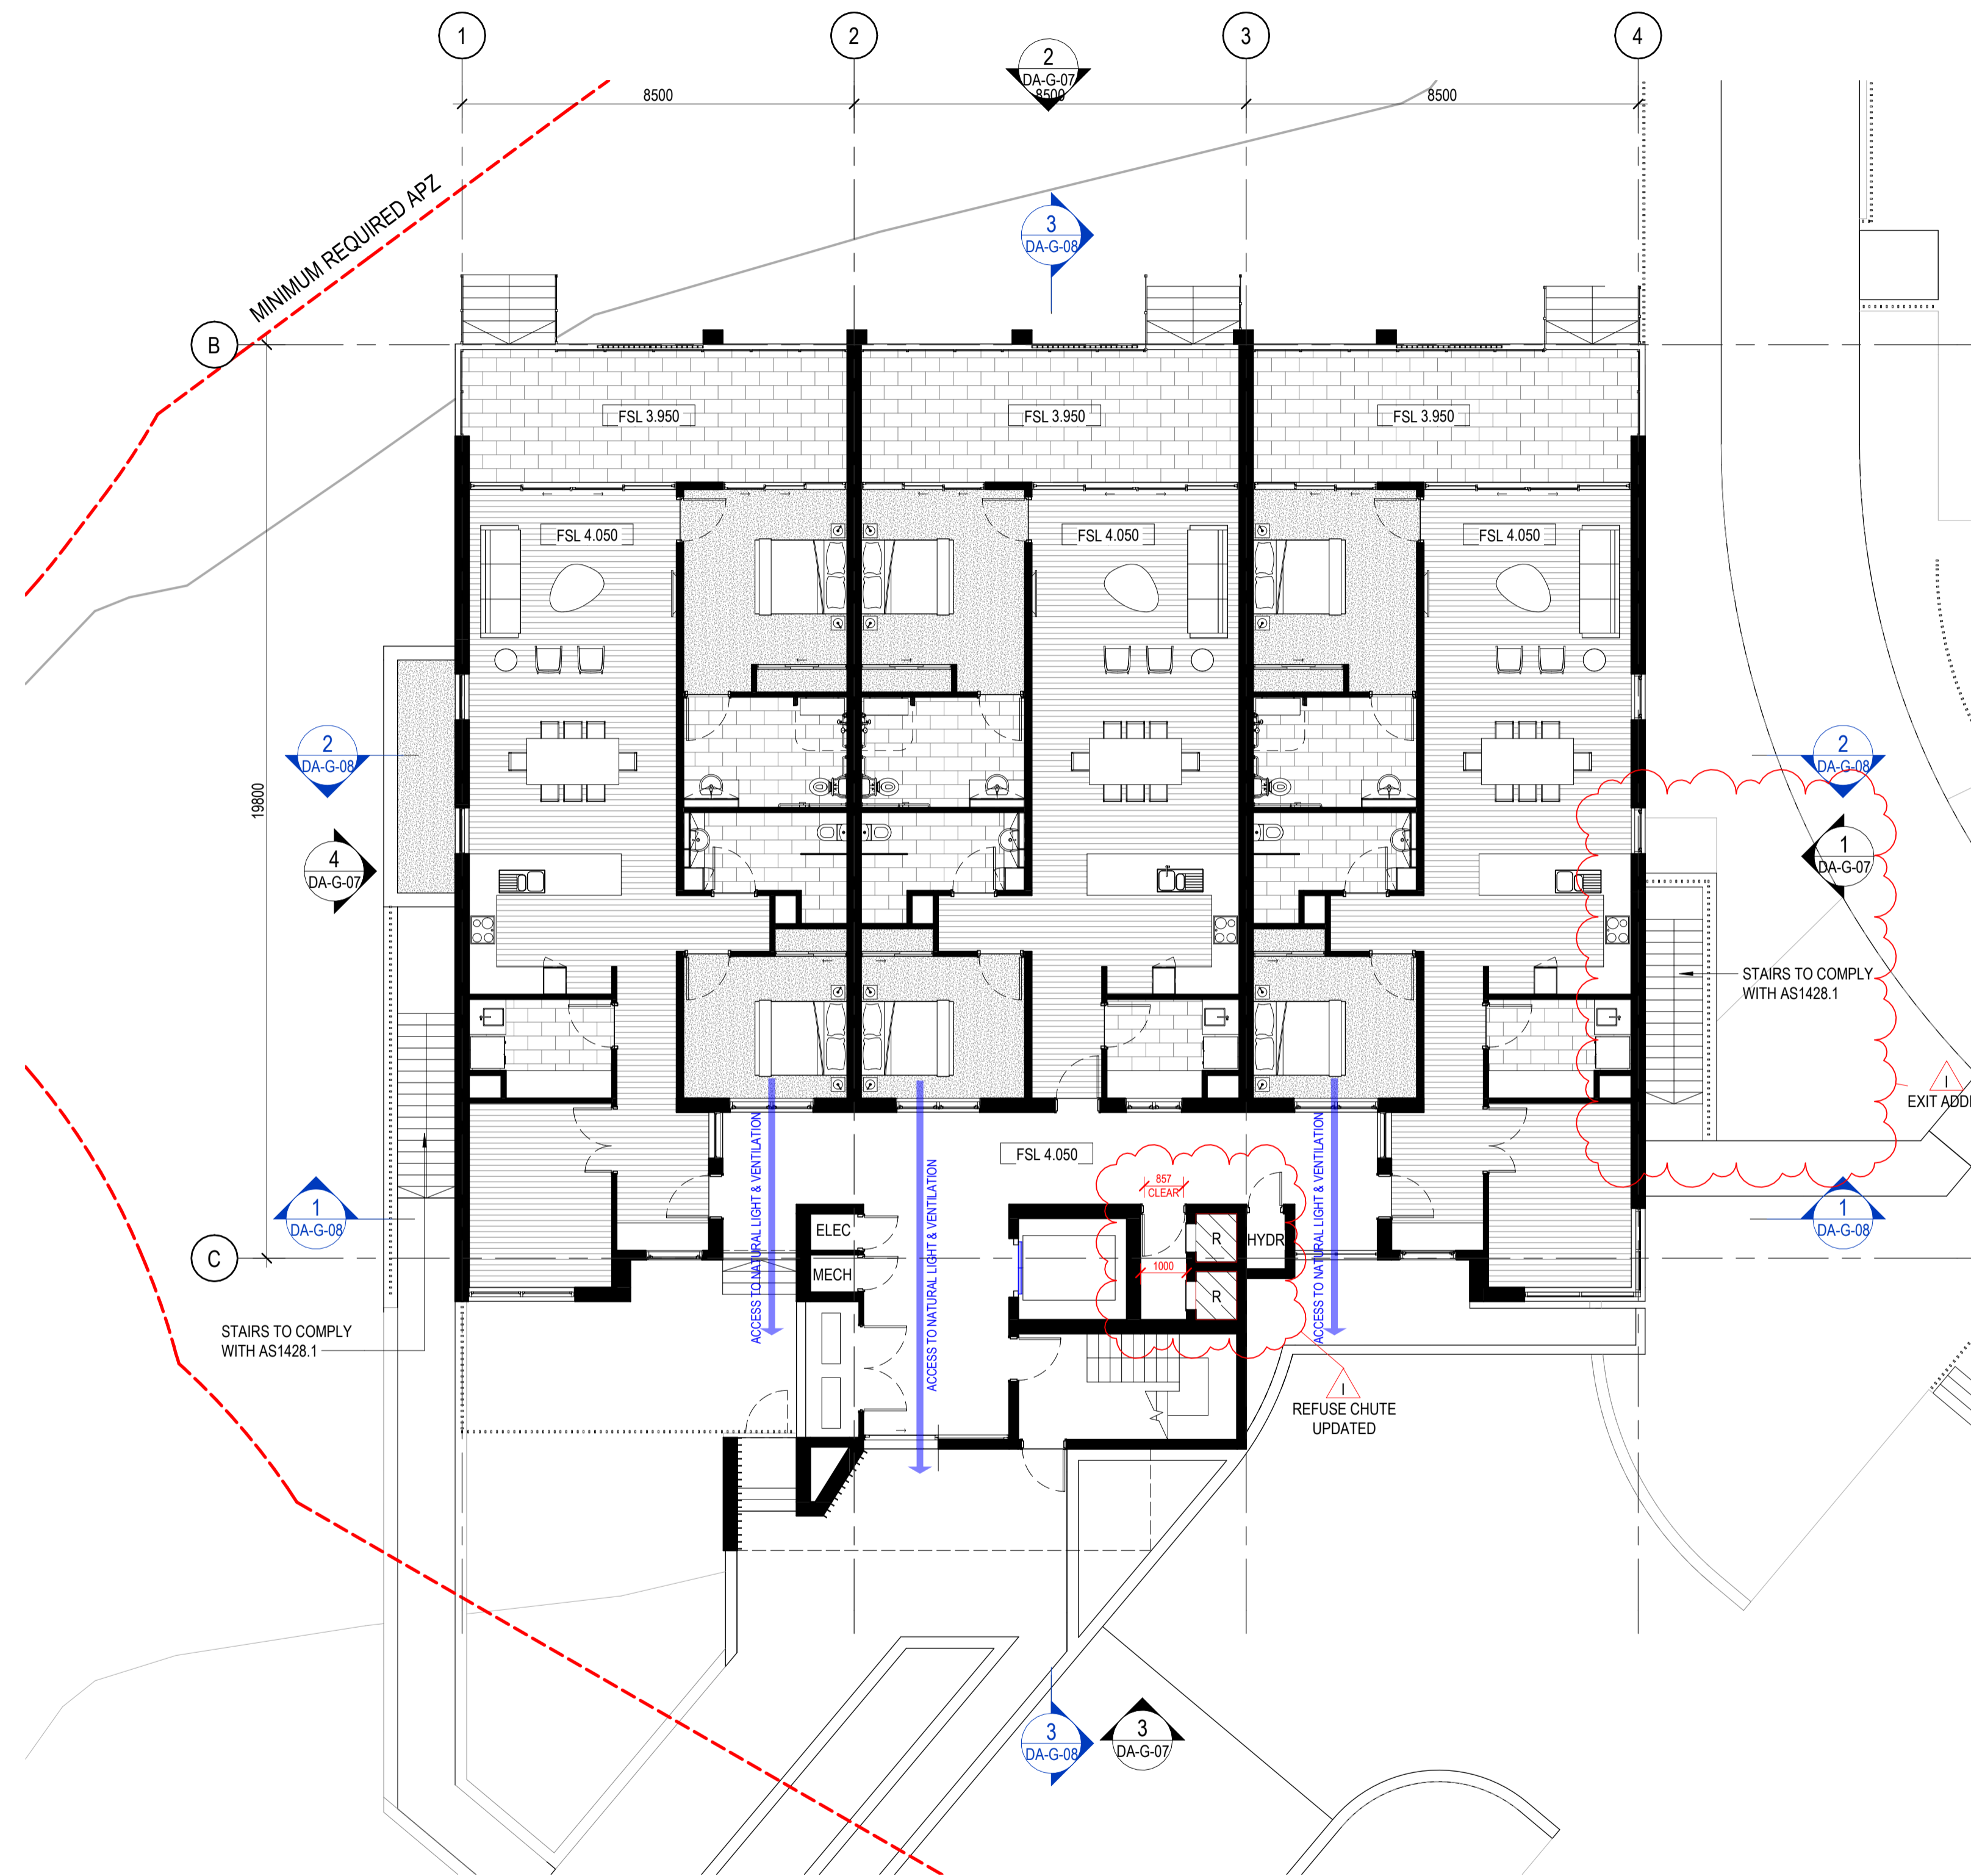 1
2
3
4
2
DA-G-07
8500
8500
8500
MINIMUM REQUIRED APZ
3
DA-G-08
B
FSL 3.950
FSL 3.950
FSL 3.950
FSL 4.050
FSL 4.050
FSL 4.050
2
DA-G-08
2
DA-G-08
19800
4
DA-G-07
1
DA-G-07
STAIRS TO COMPLY
WITH AS1428.1
I
EXIT
ACCESS TO NATURAL LIGHT & VENTILATION
ACCESS TO NATURAL LIGHT & VENTILATION
ACCESS TO NATURAL LIGHT & VENTILATION
FSL 4.050
857
CLEAR
1
DA-G-08
1
DA-G-08
ELEC
R
HYDR
C
MECH
1000
R
STAIRS TO COMPLY
WITH AS1428.1
I
REFUSE CHUTE
UPDATED
3
DA-G-08
3
DA-G-07